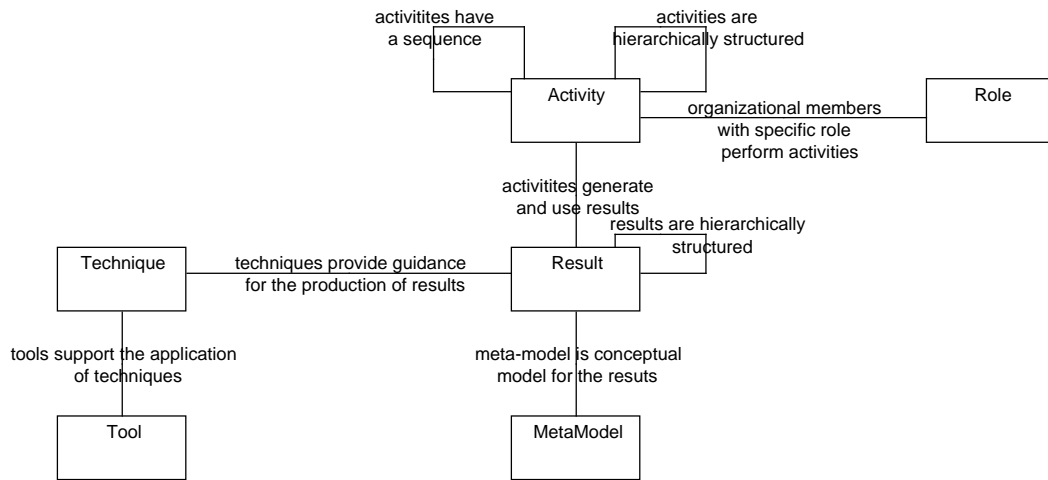 activitites have
a sequence
activities are
hierarchically structured
Activity
Role
organizational members
with specific role
perform activities
activitites generate
and use results
results are hierarchically
structured
Technique
techniques provide guidance
for the production of results
Result
tools support the application
of techniques
meta-model is conceptual
model for the resuts
Tool
MetaModel